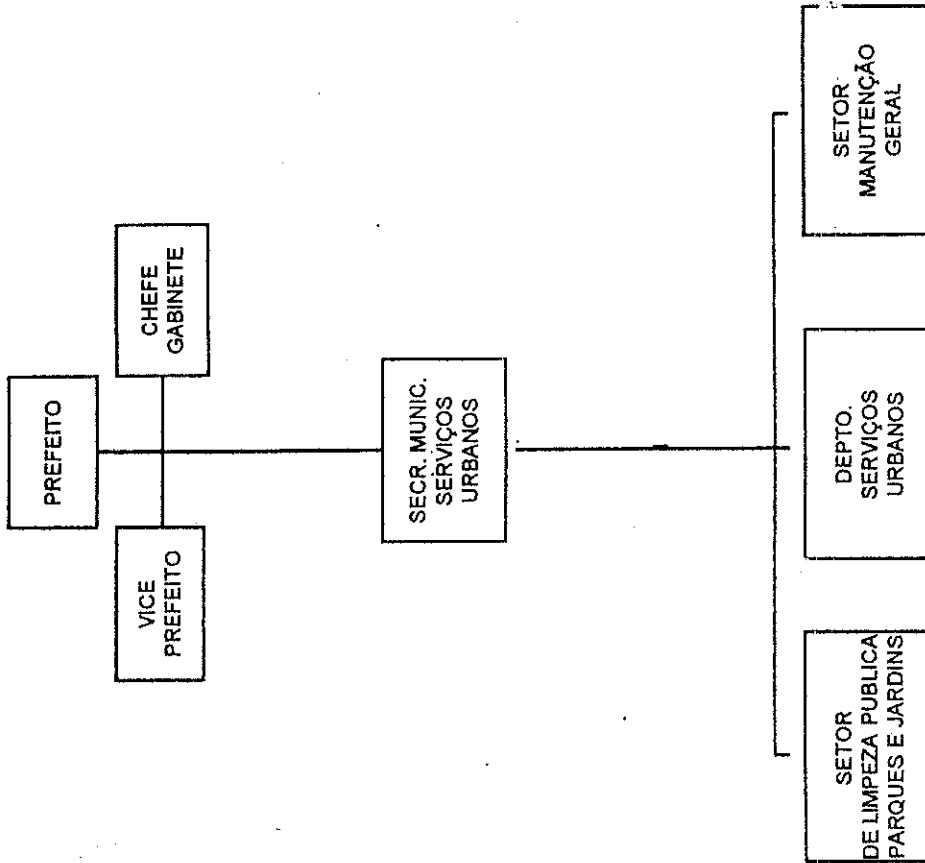 PREFEITO
VICE
PREFEITO
CHEFE
GABINETE
SECR. MUNIC.
SERVIÇOS
URBANOS
SETOR
DE LIMPEZA PUBLICA
PARQUES E JARDINS
DEPTO.
SERVIÇOS
URBANOS
SETOR
MANUTENÇÃO
GERAL